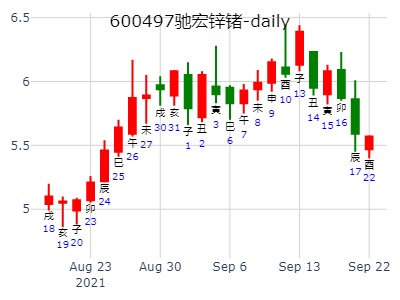 600497驰宏锌锗-daily
6.5
6
5.5
5
戌
18
亥
19
子
20
卯
23
辰
24
巳
25
午
26
未
27
戌
30
亥
31
子
1
丑
2
寅
3
巳
6
午
7
未
8
申
9
酉
10
子
13
丑
14
寅
15
卯
16
辰
17
酉
22
Aug 23
2021
Aug 30
Sep 6
Sep 13
Sep 22